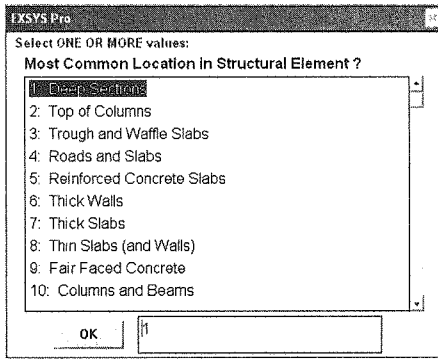 EXSYS Pro
Select ONE OR MORE values:
Most Common Location in Structural Element ?
1: Deep Sections
2: Top of Columns
3: Trough and Waffle Slabs
4: Roads and Slabs
5: Reinforced Concrete Slabs
6: Thick Walls
7: Thick Slabs
8: Thin Slabs (and Walls)
9: Fair Faced Concrete
10: Columns and Beams
OK
1